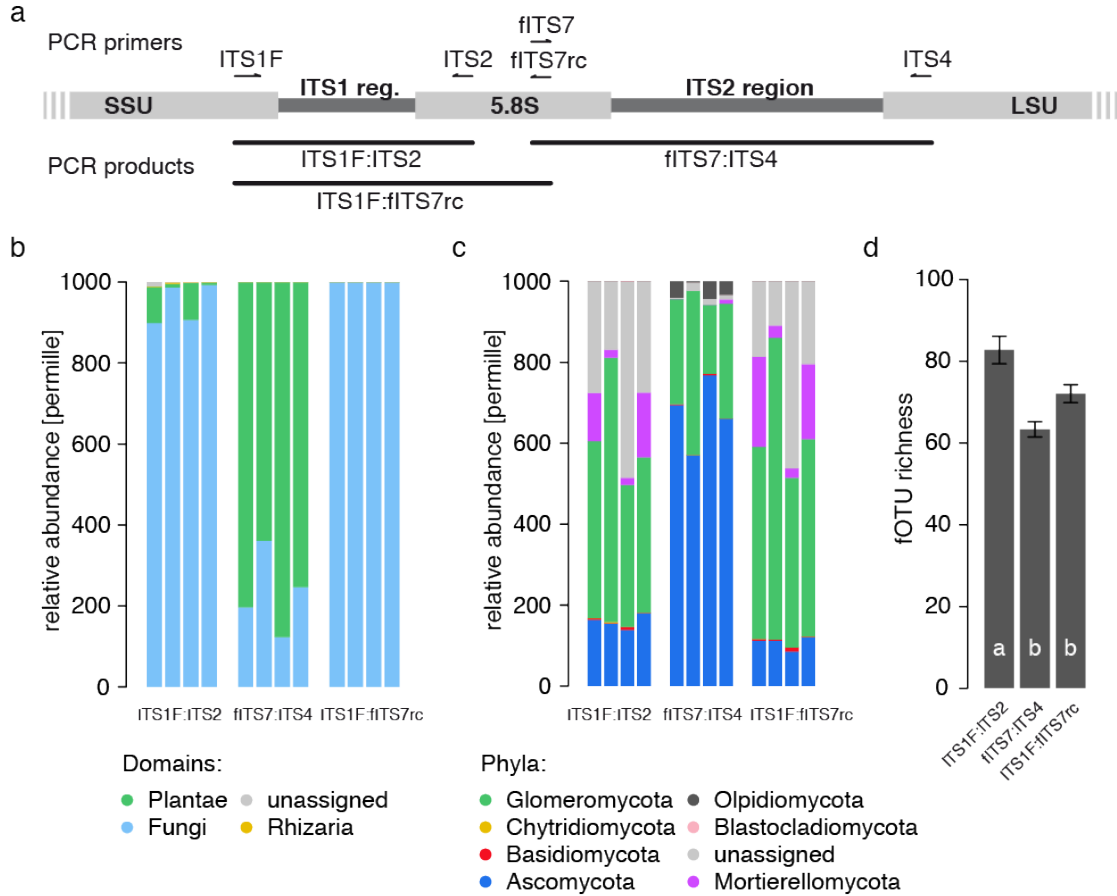 a
PCR primers
ITS1F
ITS2
fITS7
fITS7rc
ITS4
SSU
ITS1 reg.
5.8S
ITS2 region
LSU
PCR products
ITS1F:ITS2
fITS7:ITS4
ITS1F:fITS7rc
b
relative abundance [permille]
1000
800
600
400
200
0
ITS1F:ITS2 fITS7:ITS4 ITS1F:fITS7rc
Domains:
Plantae unassigned
Fungi Rhizaria
c
relative abundance [permille]
1000
800
600
400
200
0
ITS1F:ITS2 fITS7:ITS4 ITS1F:fITS7rc
Phyla:
Glomeromycota Olpidiomycota
Chytridiomycota Blastocladiomycota
Basidiomycota unassigned
Ascomycota Mortierellomycota
d
fOTU richness
100
80
60
40
20
0
a b b
ITS1F:ITS2
fITS7:ITS4
ITS1F:fITS7rc